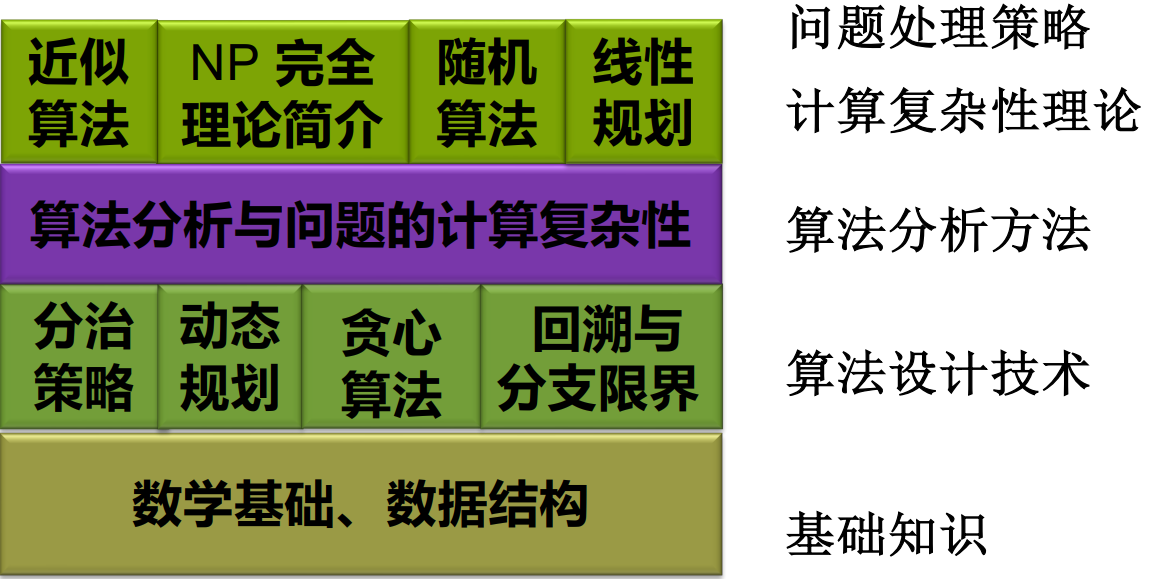 近似
算法
NP 完全
理论简介
随机
算法
线性
规划
问题处理策略
计算复杂性理论
算法分析与问题的计算复杂性
算法分析方法
分治
策略
动态
规划
贪心
算法
回溯与
分支限界
算法设计技术
数学基础、数据结构
基础知识